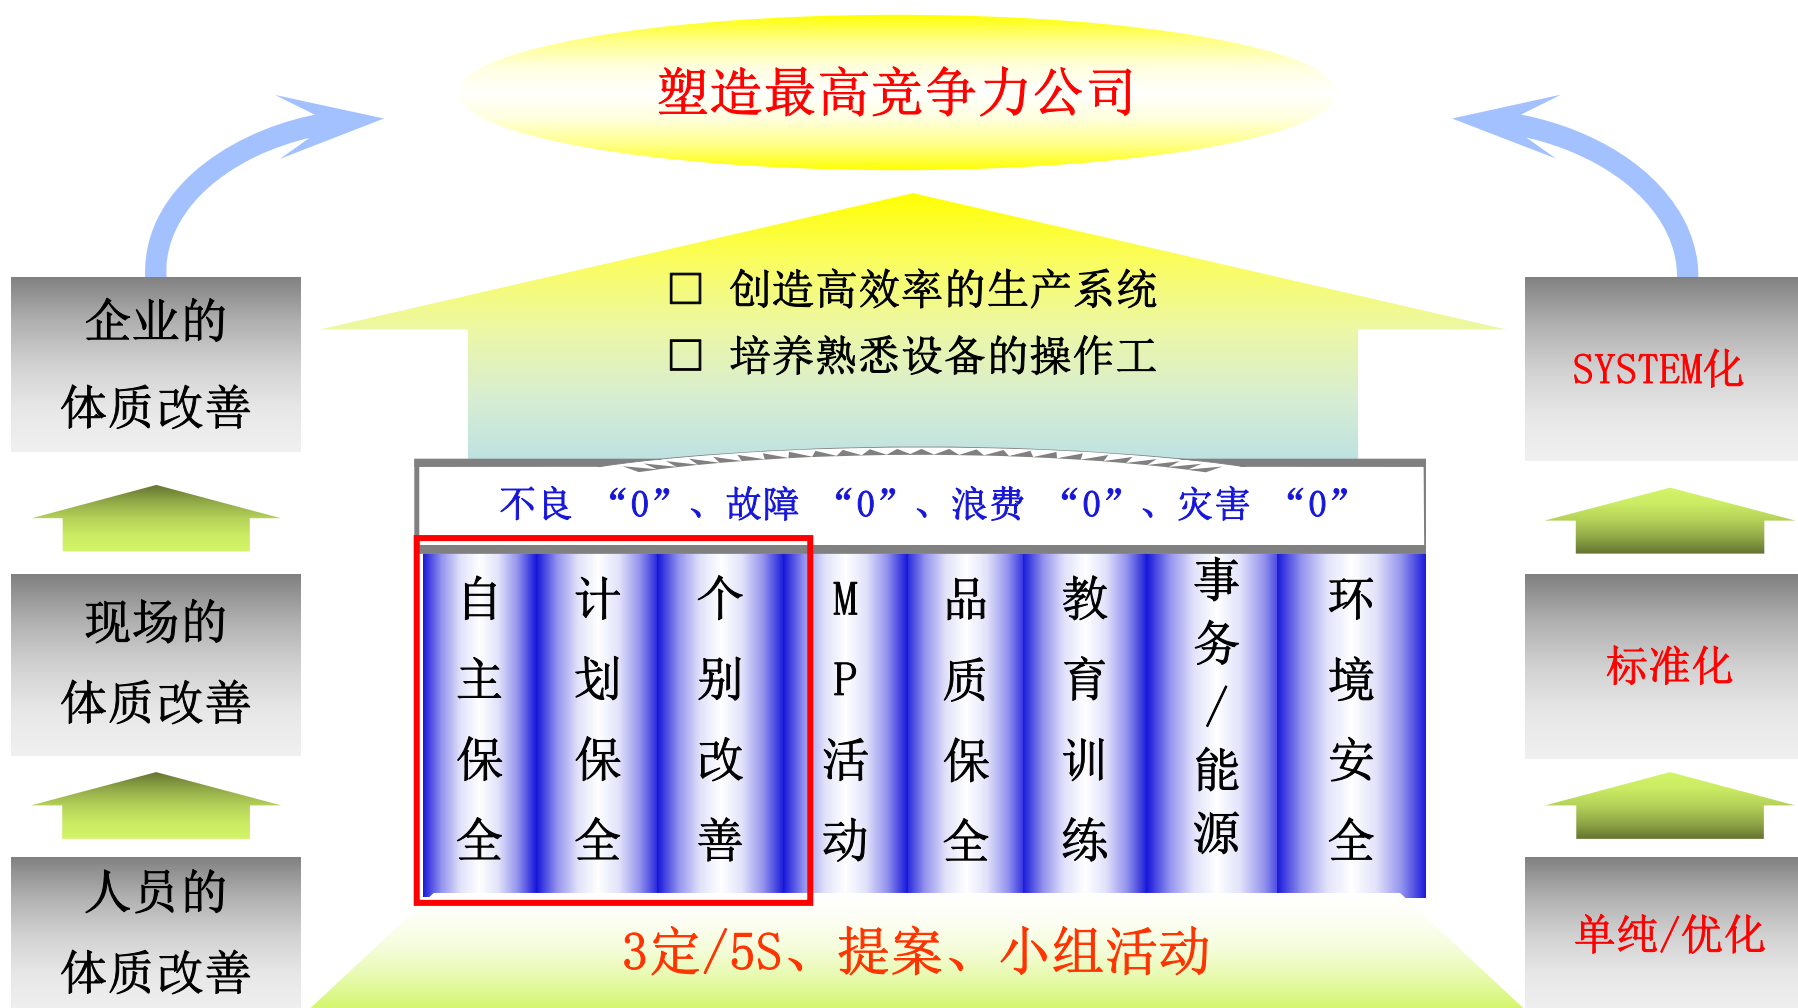 塑造最高竞争力公司
□ 创造高效率的生产系统
□ 培养熟悉设备的操作工
企业的
体质改善
现场的
体质改善
人员的
体质改善
不良 “0”、故障 “0”、浪费 “0”、灾害 “0”
自主保全
计划保全
个别改善
MP活动
品质保全
教育训练
事务/能源
环境安全
3定/5S、提案、小组活动
SYSTEM化
标准化
单纯/优化